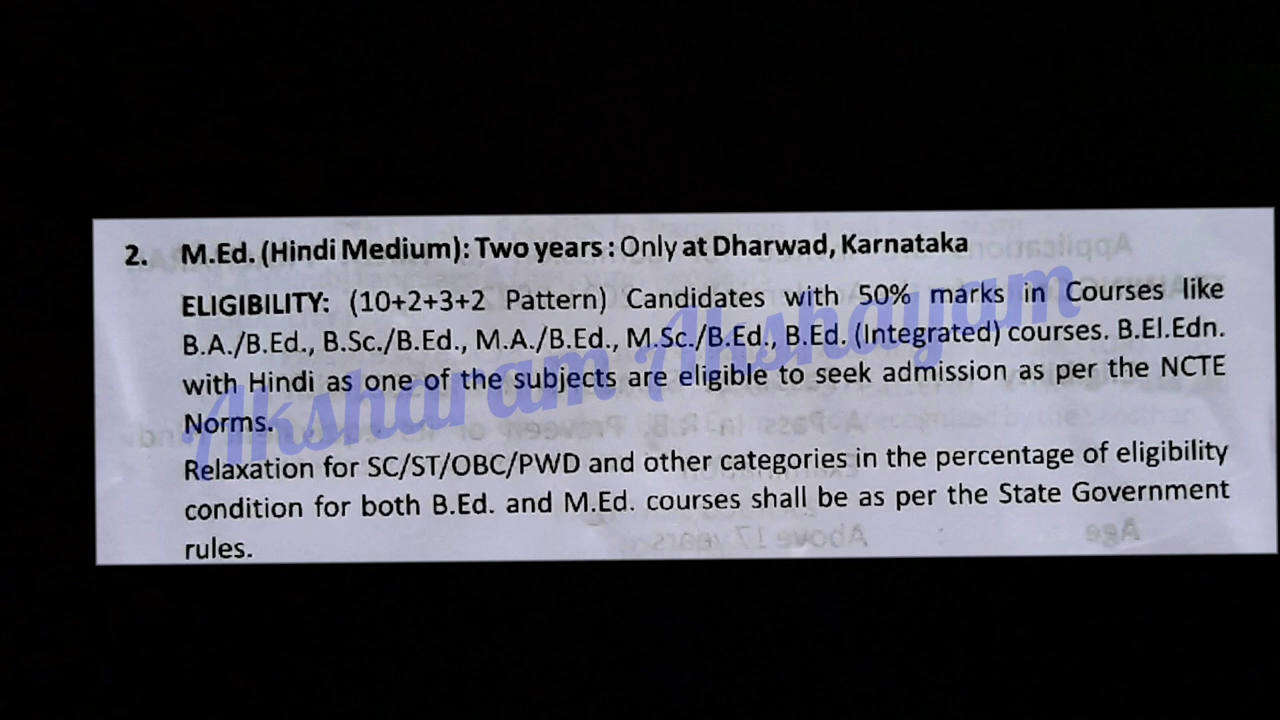 2. M.Ed. (Hindi Medium): Two years : Only at Dharwad, Karnataka
ELIGIBILITY: (10+2+3+2 Pattern) Candidates with 50% marks in Courses like
B.A./B.Ed., B.Sc./B.Ed., M.A./B.Ed., M.Sc./B.Ed., B.Ed. (Integrated) courses. B.El.Edn.
with Hindi as one of the subjects are eligible to seek admission as per the NCTE
Norms.
Relaxation for SC/ST/OBC/PWD and other categories in the percentage of eligibility
condition for both B.Ed. and M.Ed. courses shall be as per the State Government
rules.
Aksharam Akshayam